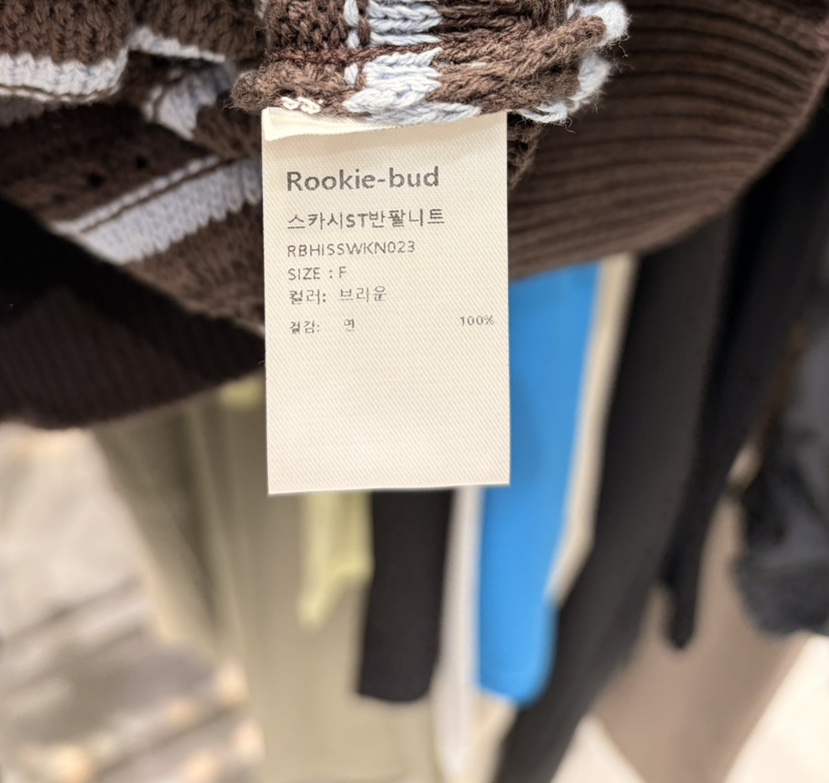 Rookie-bud
스카시ST반팔니트
RBHISSWKN023
SIZE : F
컬러: 브라운
겉감: 면 100%